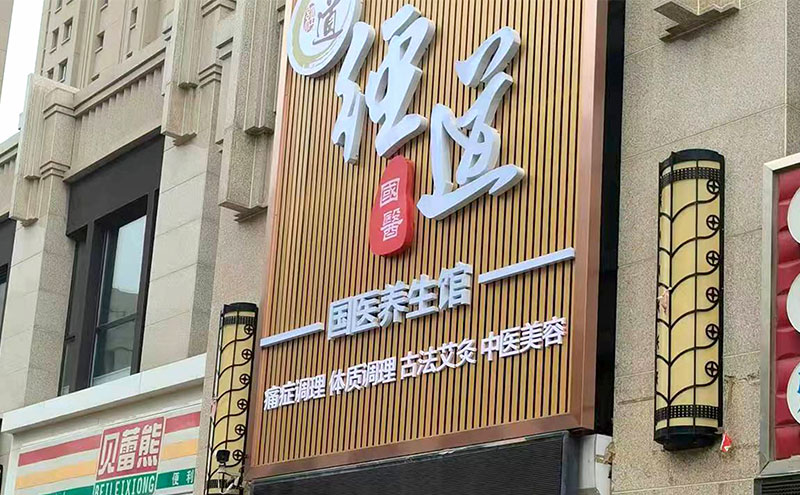 道
經道
國醫
国医养生馆
痛症调理 体质调理 古法艾灸 中医美容
贝蕾熊
BEILEIXIONG
便利